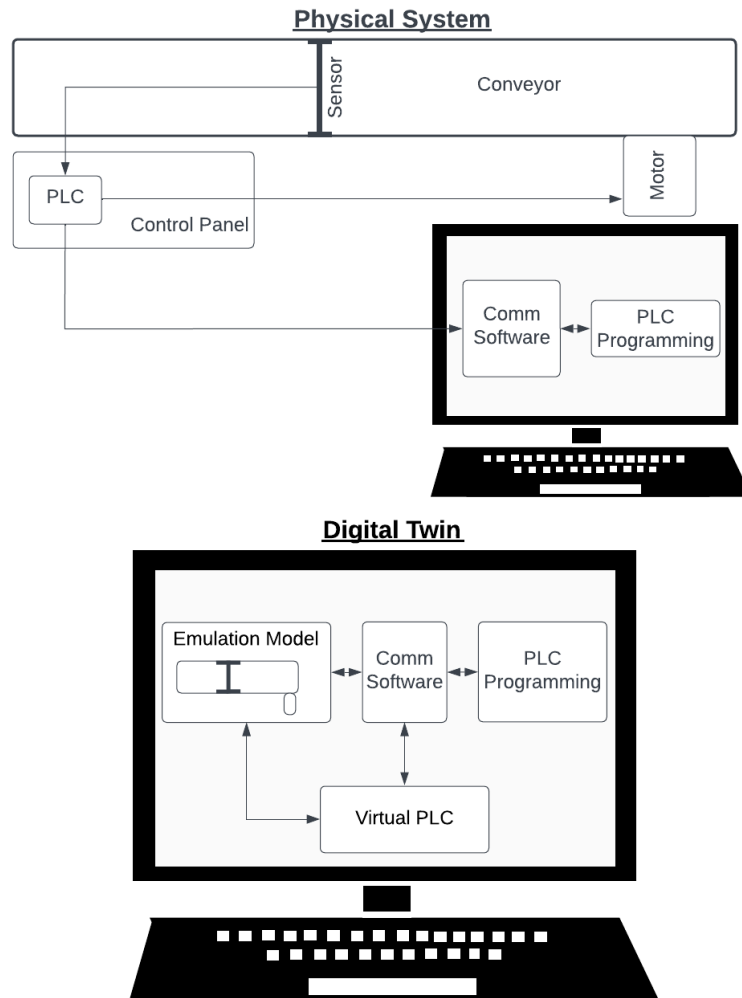 Physical System
Sensor
Conveyor
PLC
Control Panel
Motor
Comm
Software
PLC
Programming
Digital Twin
Emulation Model
Comm
Software
PLC
Programming
Virtual PLC